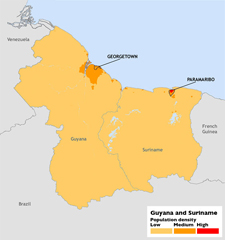 Venezuela
GEORGETOWN
PARAMARIBO
Guyana
Suriname
French
Guinea
Brazil
Guyana and Suriname
Population density
Low Medium High